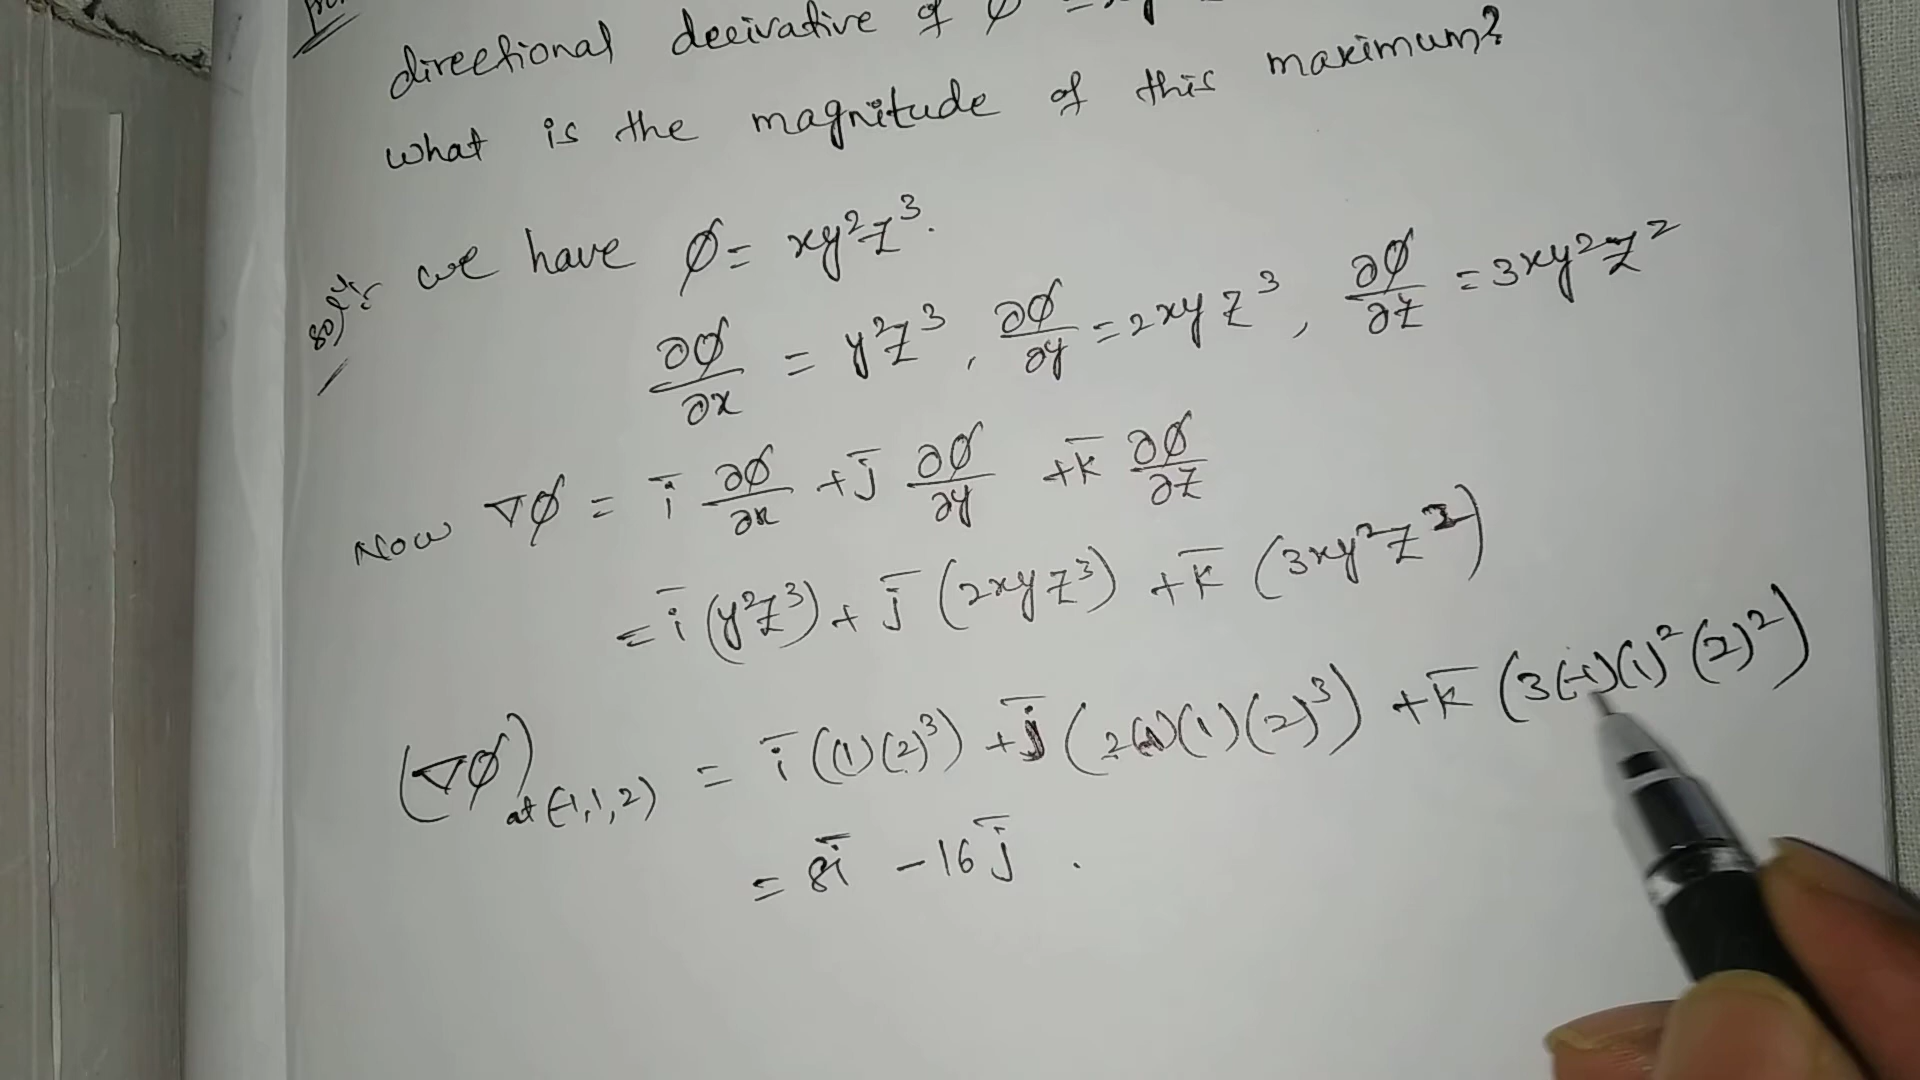 directional derivative of ø =
what is the magnitude of this maximum?
Sol: we have ø = xy²z³.
∂ø/∂x = y²z³, ∂ø/∂y = 2xyz³, ∂ø/∂z = 3xy²z²
Now ∇ø = i̅ ∂ø/∂x + j̅ ∂ø/∂y + k̅ ∂ø/∂z
= i̅ (y²z³) + j̅ (2xyz³) + k̅ (3xy²z²)
(∇ø) at (-1,1,2) = i̅ ((1)(2)³) + j̅ (2(-1)(1)(2)³) + k̅ (3(-1)(1)²(2)²)
= 8i̅ - 16j̅